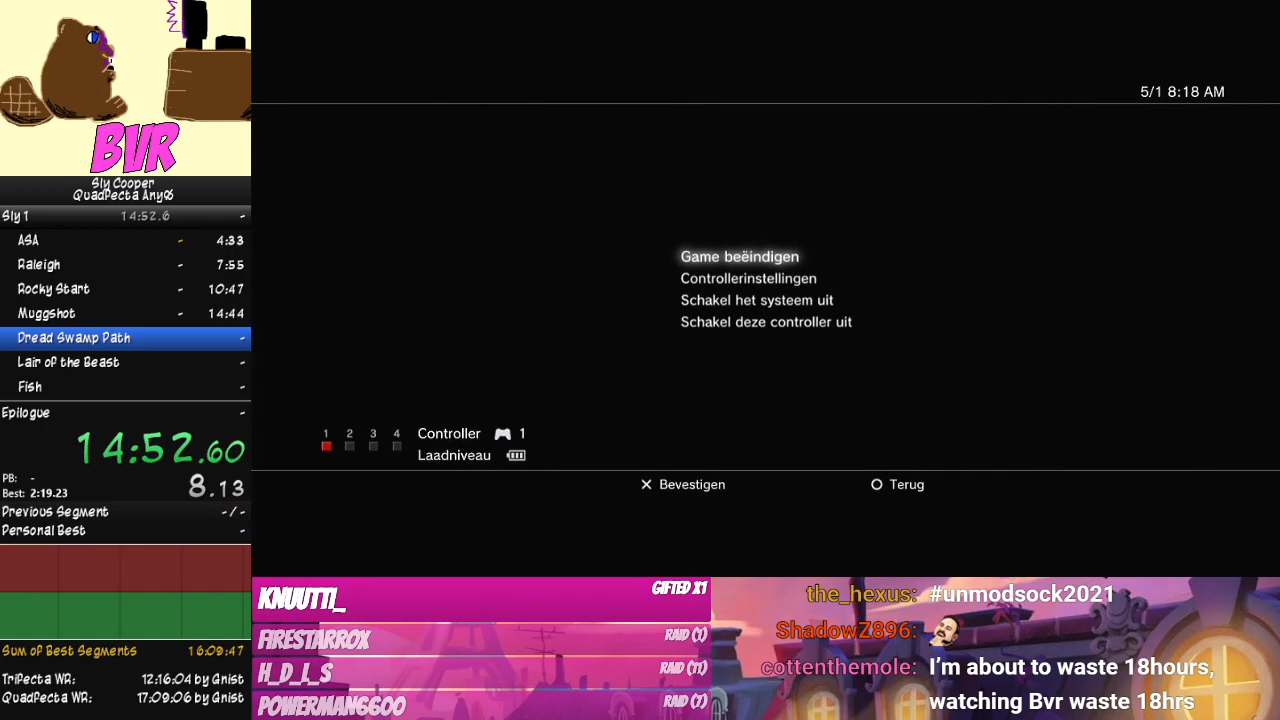 BVR
Sly Cooper
QuadPecta Any%
Sly 1 14:52.6 -
ASA - 4:33
Raleigh - 7:55
Rocky Start - 10:47
Muggshot - 14:44
Dread Swamp Path -
Lair of the Beast -
Fish -
Epilogue -
14:52.60
PB: -
Best: 2:19.23
8.13
Previous Segment - / -
Personal Best -
Sum of Best Segments 16:09:47
TriPecta WR: 12:16:04 by Gnist
QuadPecta WR: 17:09:06 by Gnist
5/1 8:18 AM
Game beëindigen
Controllerinstellingen
Schakel het systeem uit
Schakel deze controller uit
1 2 3 4 Controller 1
Laadniveau
Bevestigen Terug
KNUUTTI_ GIFTED X1
FIRESTARROX RAID (7)
H_D_L_S RAID (71)
POWERMAN6600 RAID (7)
the_hexus: #unmodsock2021
ShadowZ896:
cottenthemole: I'm about to waste 18hours,
watching Bvr waste 18hrs